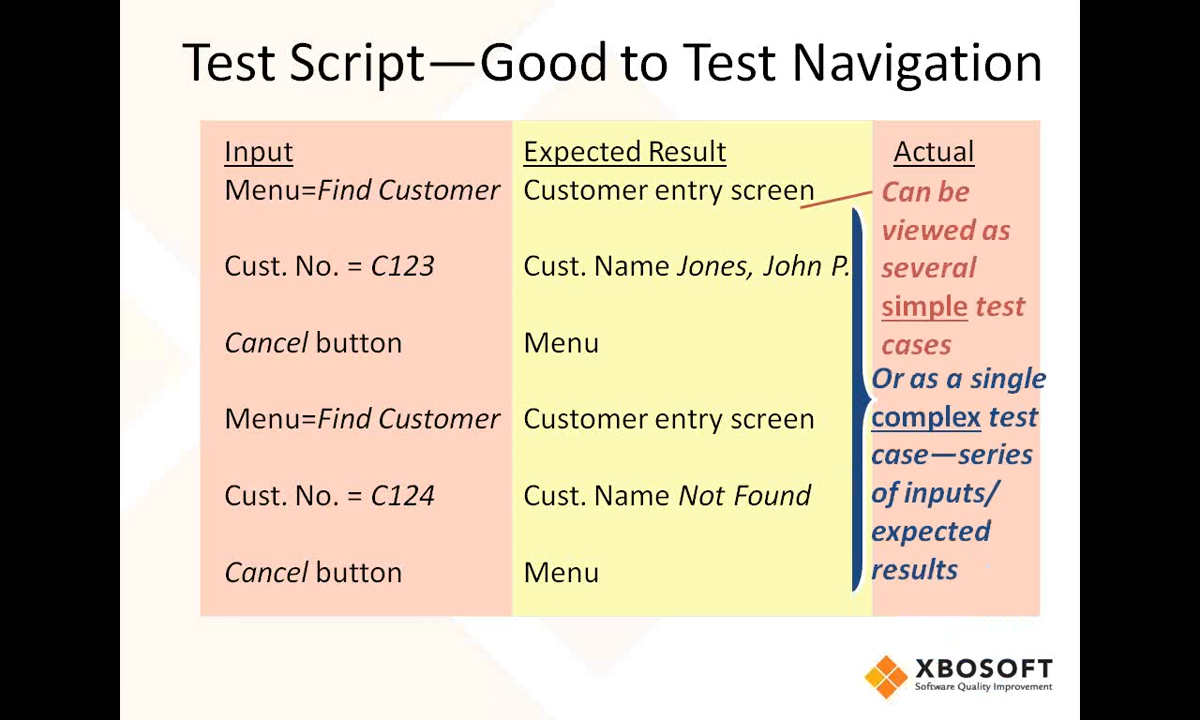 Test Script—Good to Test Navigation
Input
Expected Result
Actual
Menu=Find Customer
Customer entry screen
Cust. No. = C123
Cust. Name Jones, John P.
Cancel button
Menu
Menu=Find Customer
Customer entry screen
Cust. No. = C124
Cust. Name Not Found
Cancel button
Menu
Can be
viewed as
several
simple test
cases
Or as a single
complex test
case—series
of inputs/
expected
results
XBOSOFT
Software Quality Improvement